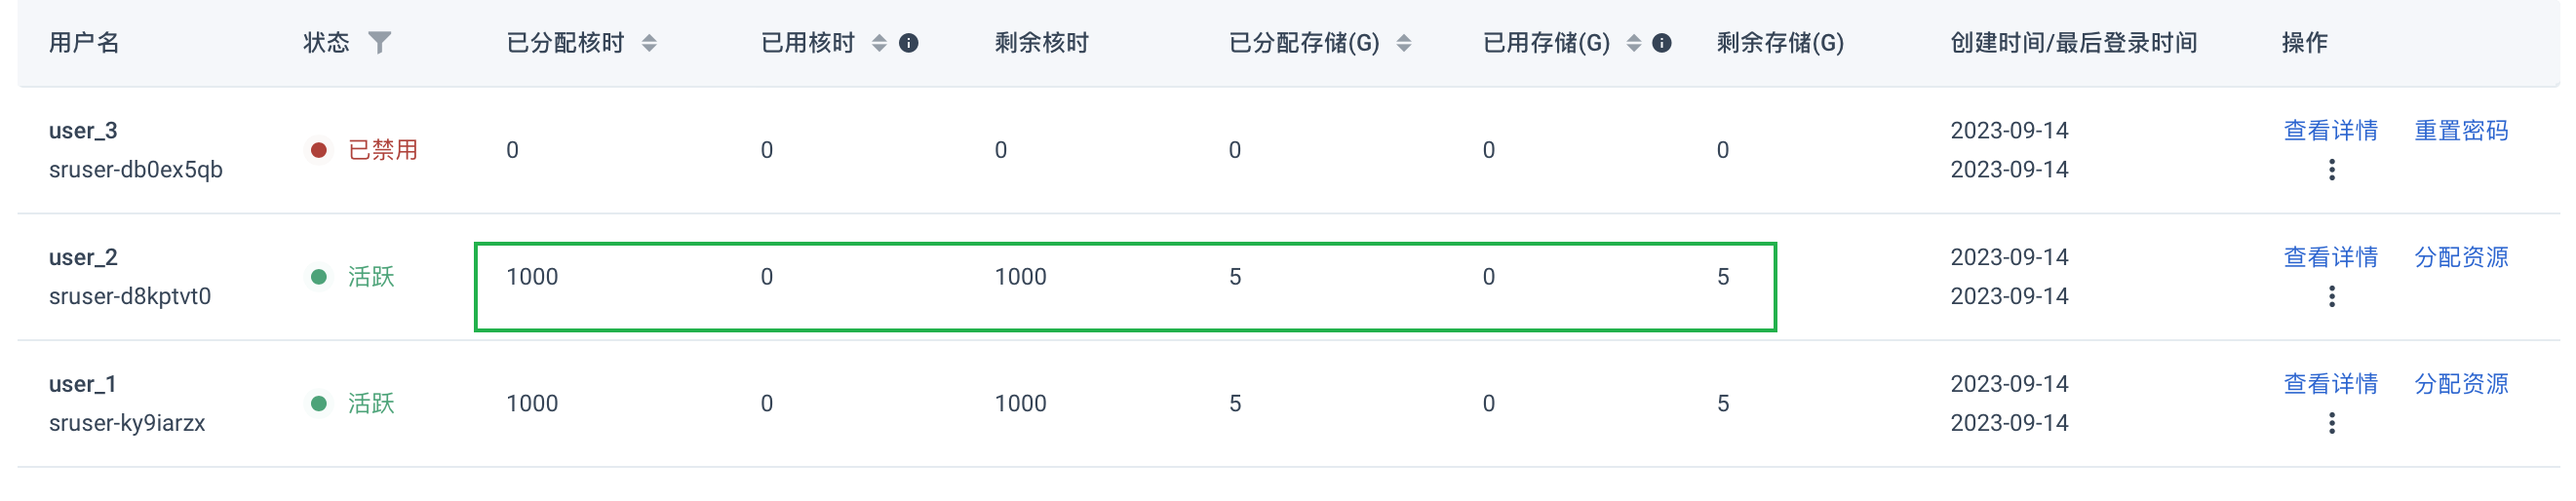 用户名 状态 已分配核时 已用核时 剩余核时 已分配存储(G) 已用存储(G) 剩余存储(G) 创建时间/最后登录时间 操作
user_3 2023-09-14 查看详情 重置密码
已禁用 0 0 0 0 0 0
sruser-db0ex5qb 2023-09-14
user_2 2023-09-14 查看详情 分配资源
活跃 1000 0 1000 5 0 5
sruser-d8kptvt0 2023-09-14
user_1 2023-09-14 查看详情 分配资源
活跃 1000 0 1000 5 0 5
sruser-ky9iarzx 2023-09-14